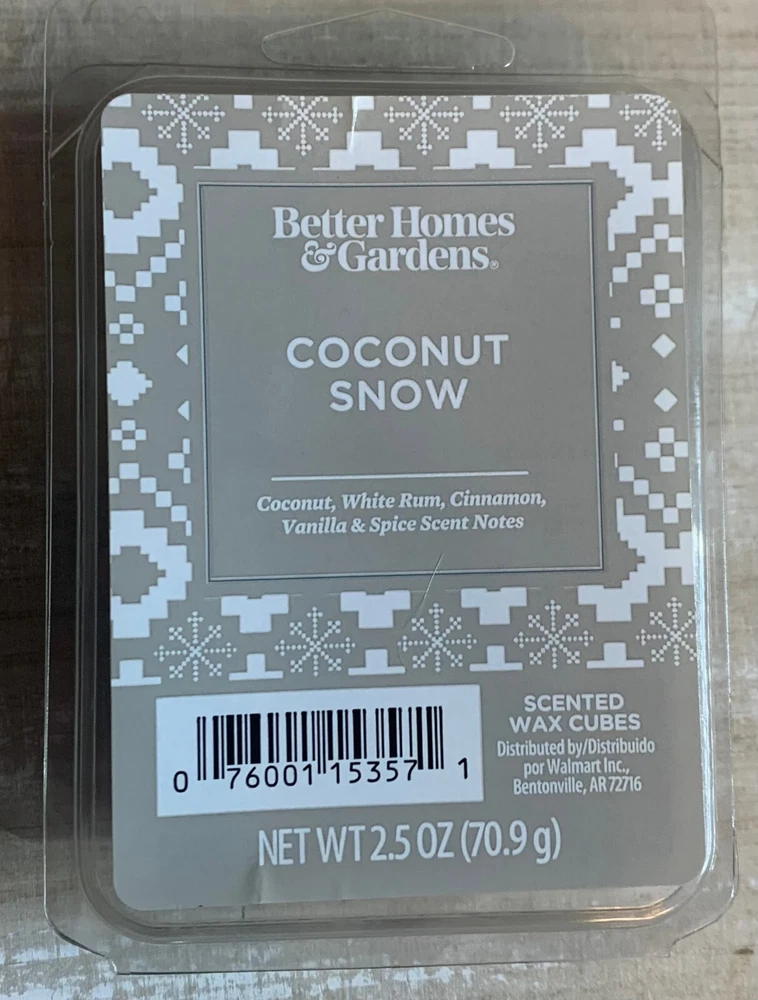 Better Homes
& Gardens®
COCONUT
SNOW
Coconut, White Rum, Cinnamon,
Vanilla & Spice Scent Notes
0 76001 15357 1
SCENTED
WAX CUBES
Distributed by/Distribuido
por Walmart Inc.,
Bentonville, AR 72716
NET WT 2.5 OZ (70.9 g)